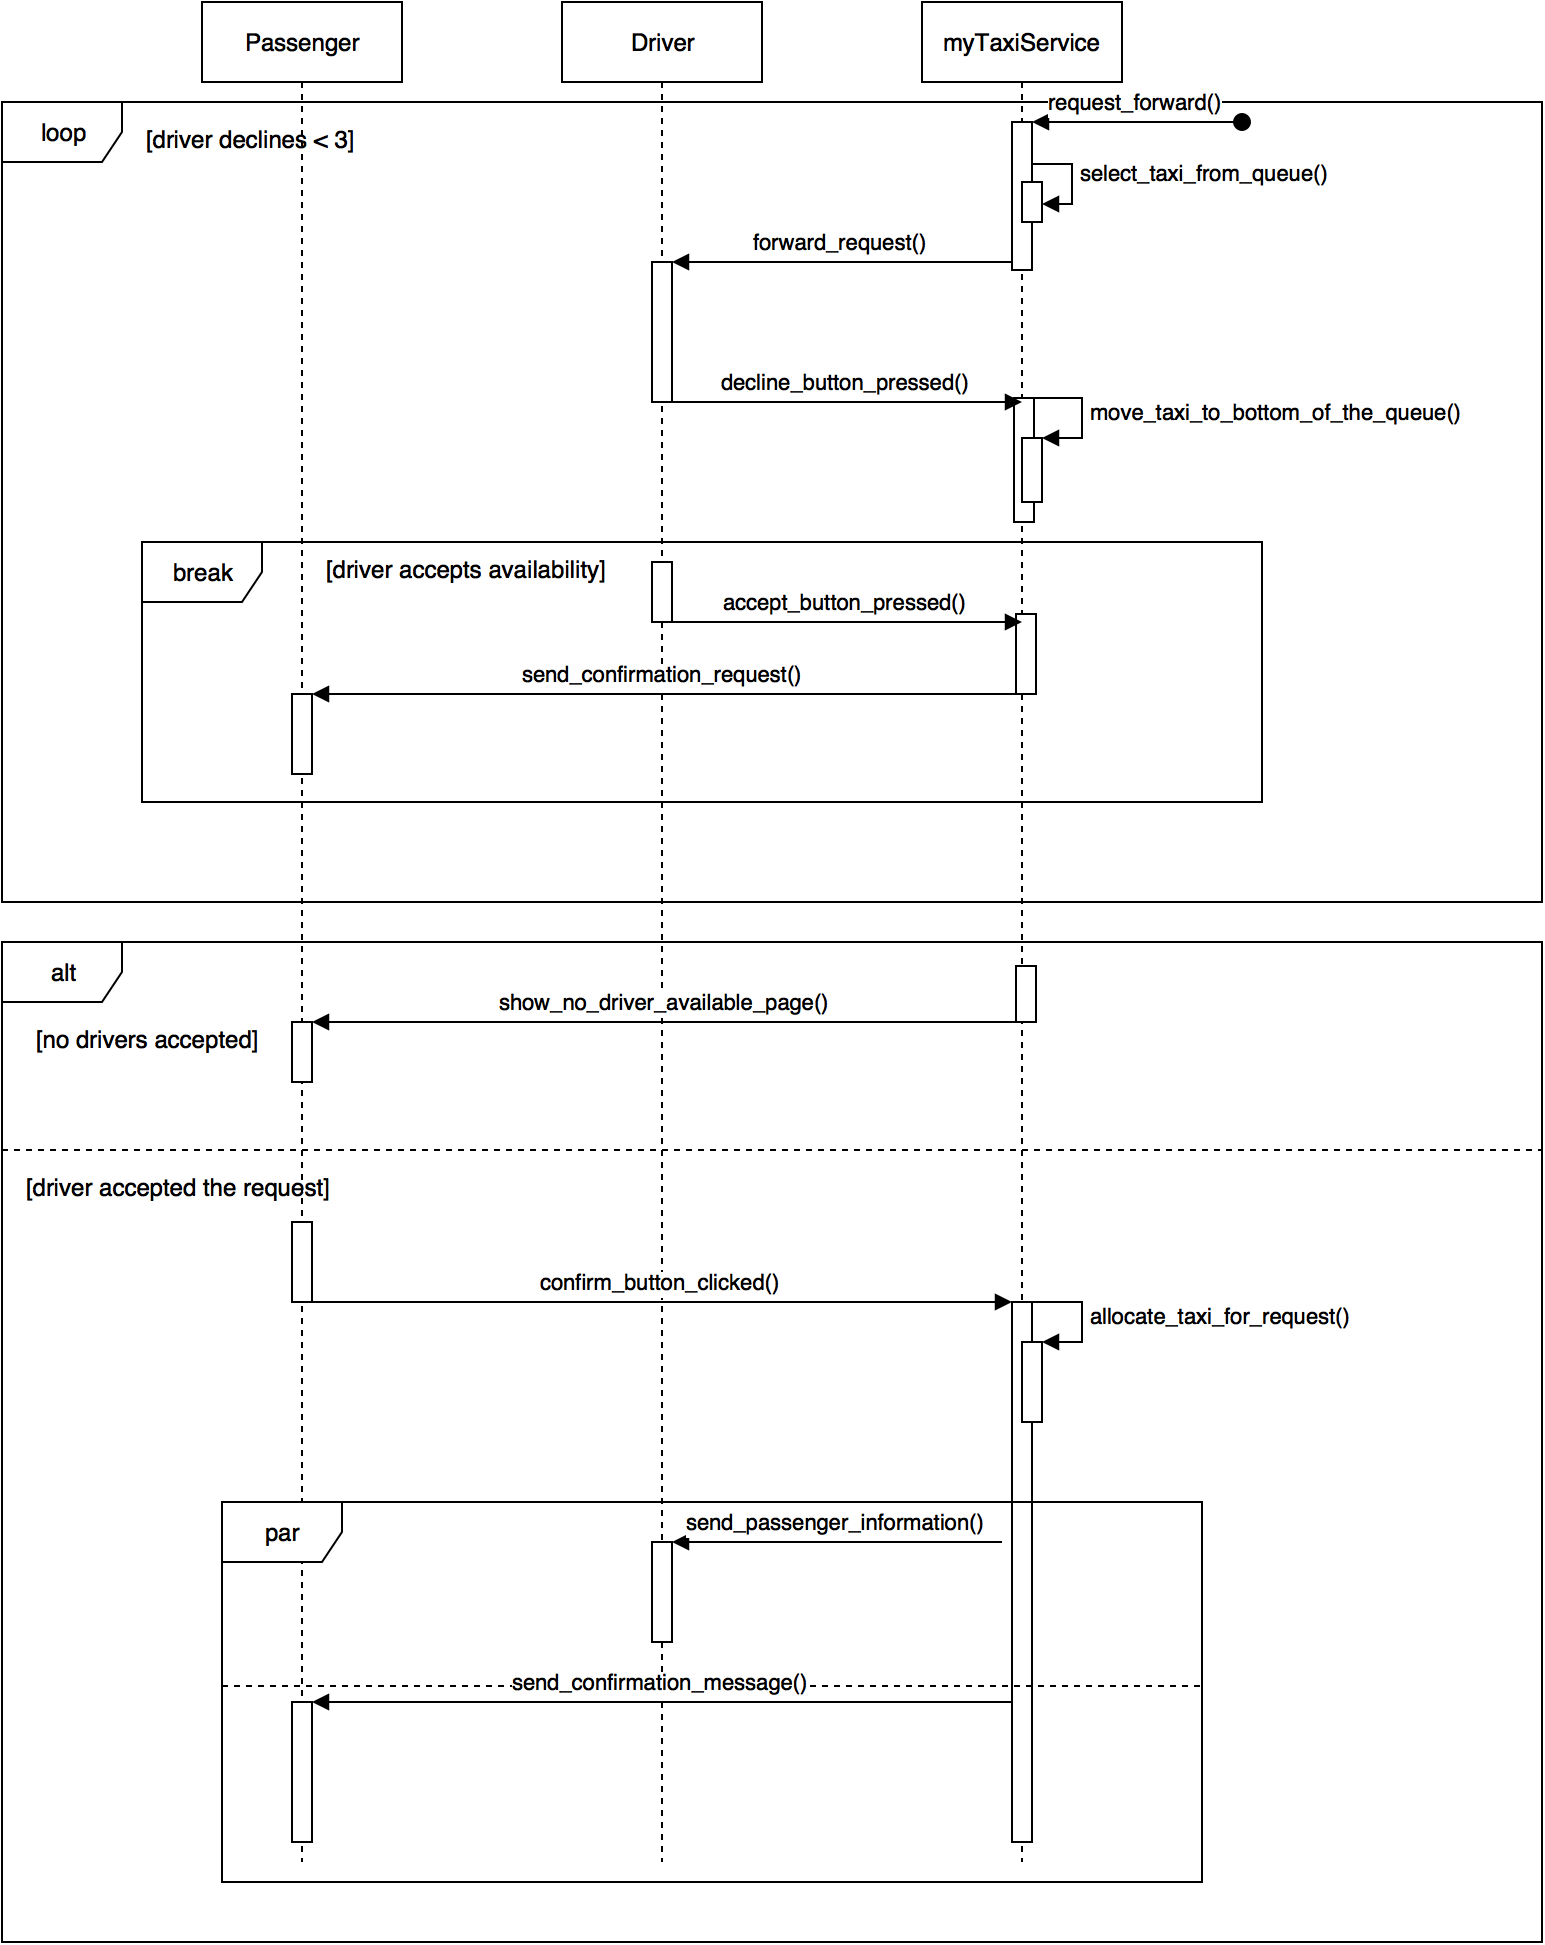 Passenger
Driver
myTaxiService
request_forward()
loop
[driver declines < 3]
select_taxi_from_queue()
forward_request()
decline_button_pressed()
move_taxi_to_bottom_of_the_queue()
break
[driver accepts availability]
accept_button_pressed()
send_confirmation_request()
alt
show_no_driver_available_page()
[no drivers accepted]
[driver accepted the request]
confirm_button_clicked()
allocate_taxi_for_request()
par
send_passenger_information()
send_confirmation_message()